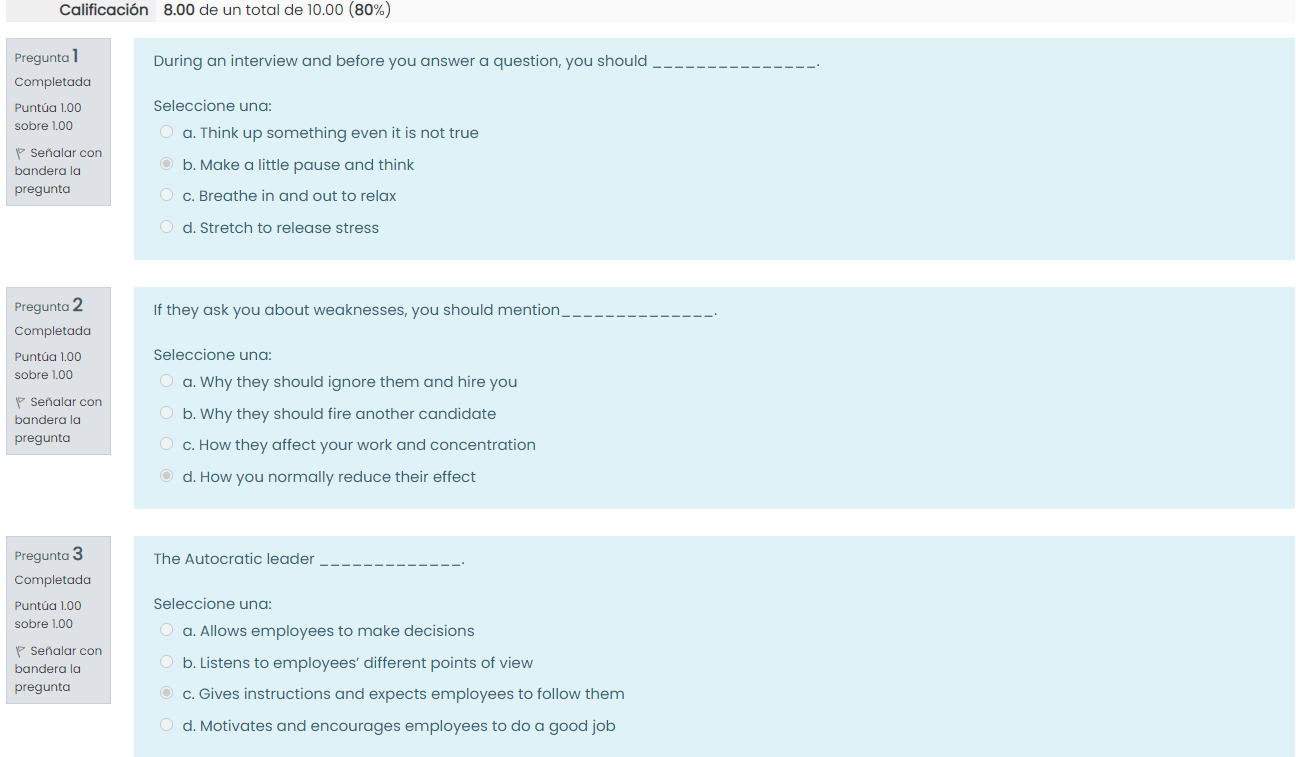 Calificación 8.00 de un total de 10.00 (80%)
Pregunta 1
Completada
Puntúa 1.00
sobre 1.00
Señalar con
bandera la
pregunta
During an interview and before you answer a question, you should _______________.
Seleccione una:
a. Think up something even it is not true
b. Make a little pause and think
c. Breathe in and out to relax
d. Stretch to release stress
Pregunta 2
Completada
Puntúa 1.00
sobre 1.00
Señalar con
bandera la
pregunta
If they ask you about weaknesses, you should mention______________.
Seleccione una:
a. Why they should ignore them and hire you
b. Why they should fire another candidate
c. How they affect your work and concentration
d. How you normally reduce their effect
Pregunta 3
Completada
Puntúa 1.00
sobre 1.00
Señalar con
bandera la
pregunta
The Autocratic leader _____________.
Seleccione una:
a. Allows employees to make decisions
b. Listens to employees’ different points of view
c. Gives instructions and expects employees to follow them
d. Motivates and encourages employees to do a good job